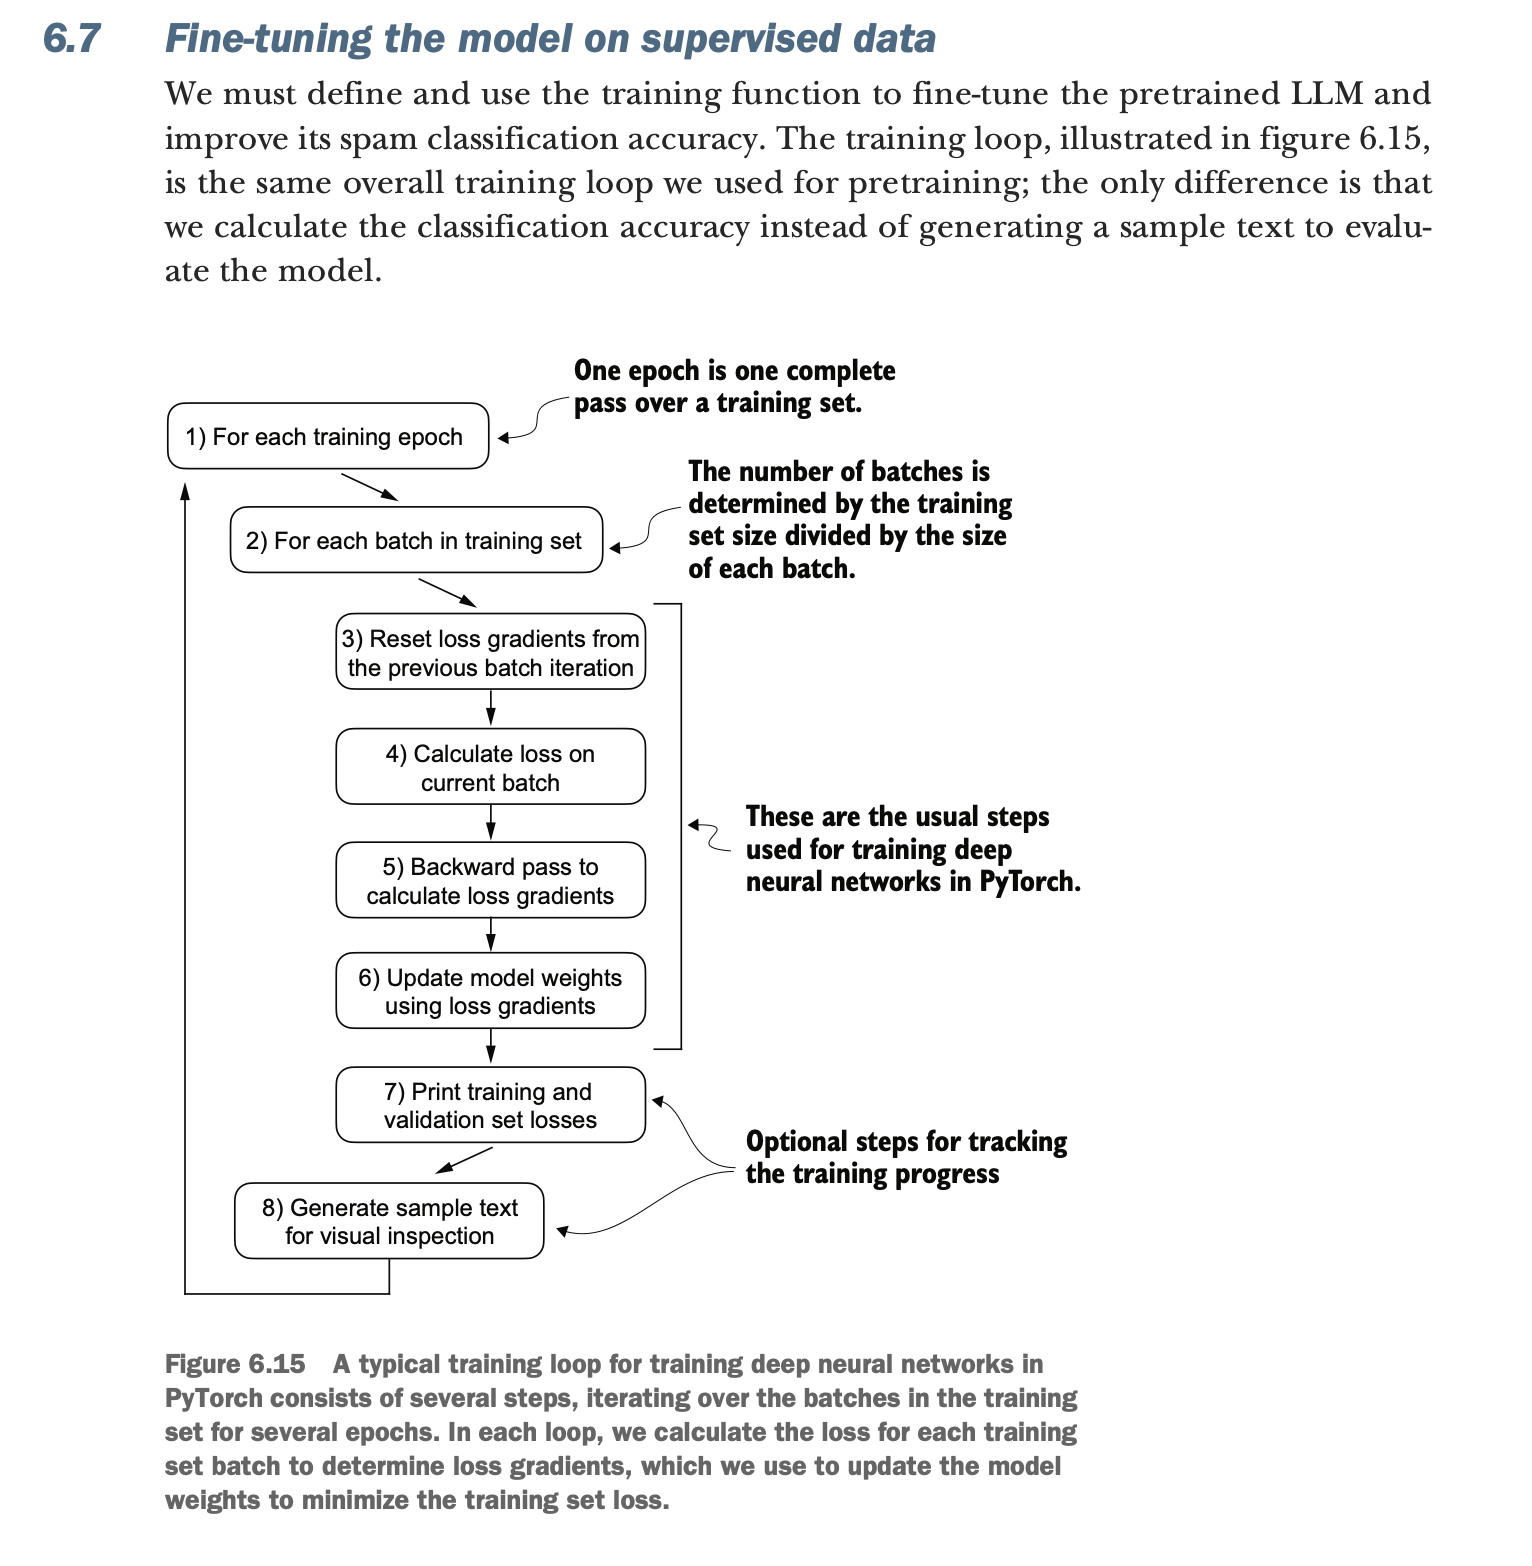 6.7 Fine-tuning the model on supervised data
We must define and use the training function to fine-tune the pretrained LLM and
improve its spam classification accuracy. The training loop, illustrated in figure 6.15,
is the same overall training loop we used for pretraining; the only difference is that
we calculate the classification accuracy instead of generating a sample text to evalu-
ate the model.
One epoch is one complete
pass over a training set.
1) For each training epoch
The number of batches is
determined by the training
set size divided by the size
of each batch.
2) For each batch in training set
3) Reset loss gradients from
the previous batch iteration
4) Calculate loss on
current batch
These are the usual steps
used for training deep
neural networks in PyTorch.
5) Backward pass to
calculate loss gradients
6) Update model weights
using loss gradients
7) Print training and
validation set losses
Optional steps for tracking
the training progress
8) Generate sample text
for visual inspection
Figure 6.15 A typical training loop for training deep neural networks in
PyTorch consists of several steps, iterating over the batches in the training
set for several epochs. In each loop, we calculate the loss for each training
set batch to determine loss gradients, which we use to update the model
weights to minimize the training set loss.